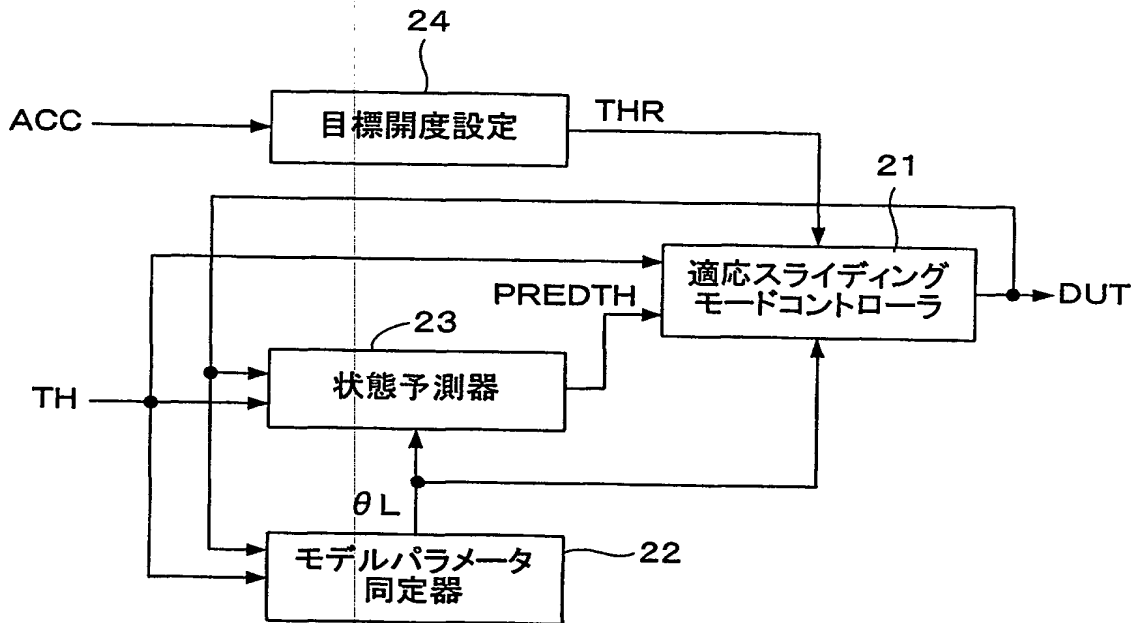 24
ACC
目標開度設定
THR
21
適応スライディング
モードコントローラ
PREDTH
DUT
23
状態予測器
TH
θL
モデルパラメータ
同定器
22